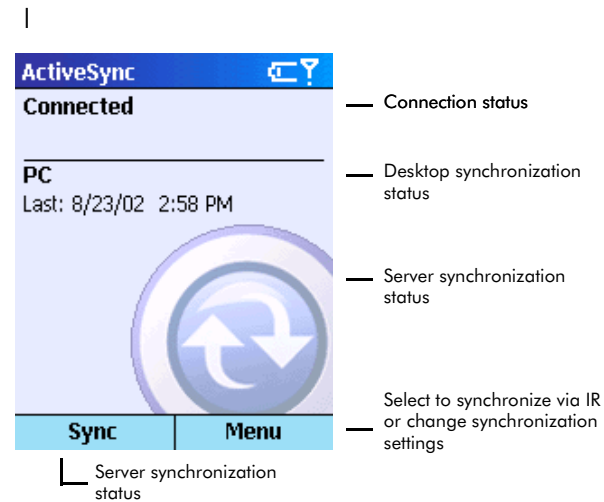 ActiveSync
Connected
Connection status
PC
Desktop synchronization
status
Last: 8/23/02 2:58 PM
Server synchronization
status
Select to synchronize via IR
or change synchronization
settings
Sync
Menu
Server synchronization
status